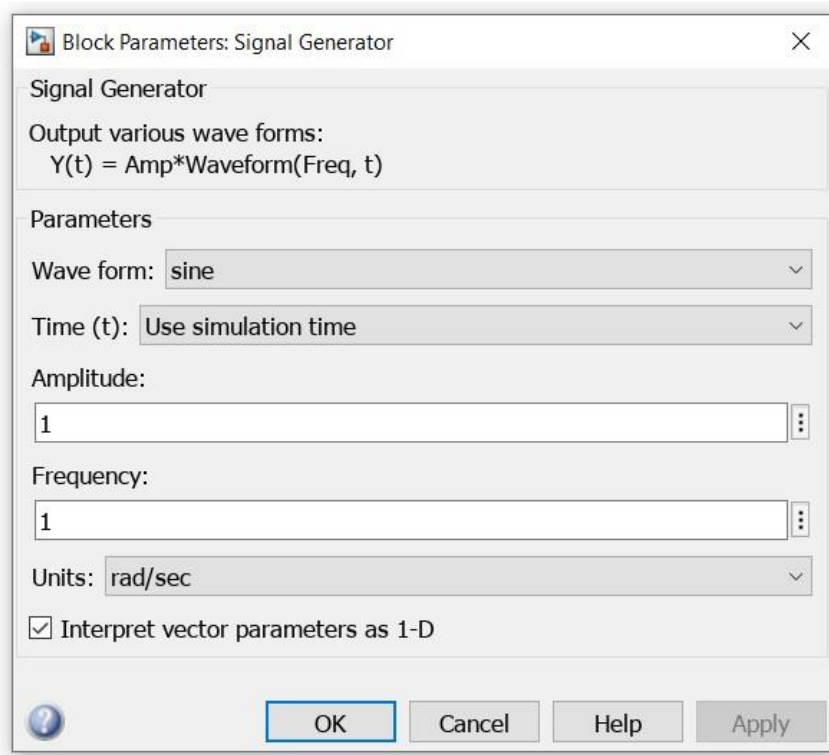 Block Parameters: Signal Generator
Signal Generator
Output various wave forms:
Y(t) = Amp*Waveform(Freq, t)
Parameters
Wave form: sine
Time (t): Use simulation time
Amplitude:
1
Frequency:
1
Units: rad/sec
Interpret vector parameters as 1-D
OK Cancel Help Apply